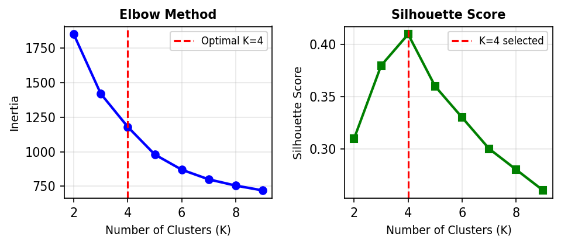 Elbow Method
Optimal K=4
Inertia
1750
1500
1250
1000
750
2 4 6 8
Number of Clusters (K)
Silhouette Score
K=4 selected
Silhouette Score
0.40
0.35
0.30
2 4 6 8
Number of Clusters (K)